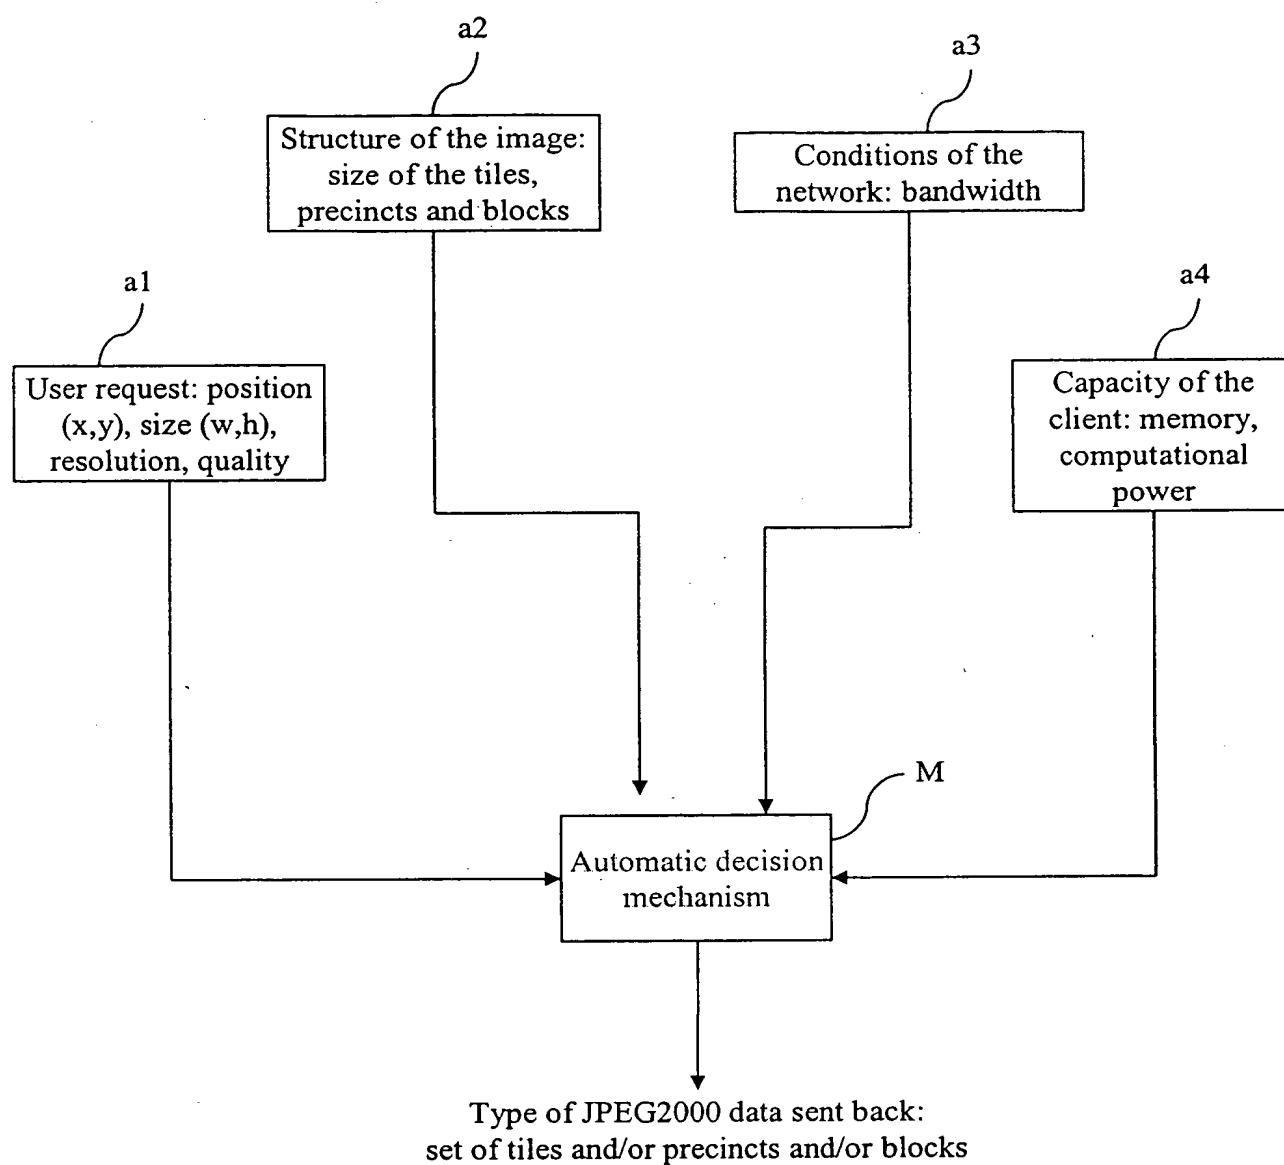 a2
Structure of the image:
size of the tiles,
precincts and blocks
a3
Conditions of the
network: bandwidth
a1
User request: position
(x,y), size (w,h),
resolution, quality
a4
Capacity of the
client: memory,
computational
power
M
Automatic decision
mechanism
Type of JPEG2000 data sent back:
set of tiles and/or precincts and/or blocks